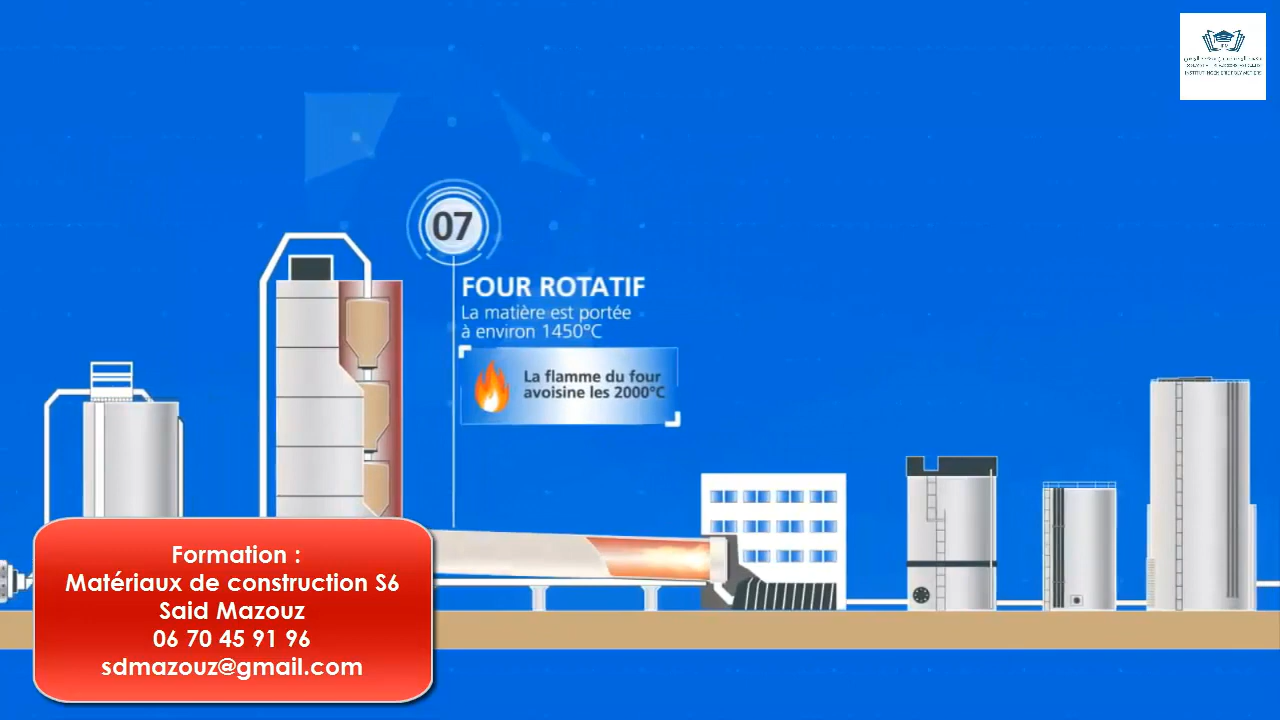 07
FOUR ROTATIF
La matière est portée
à environ 1450°C
La flamme du four
avoisine les 2000°C
Formation :
Matériaux de construction S6
Said Mazouz
06 70 45 91 96
sdmazouz@gmail.com